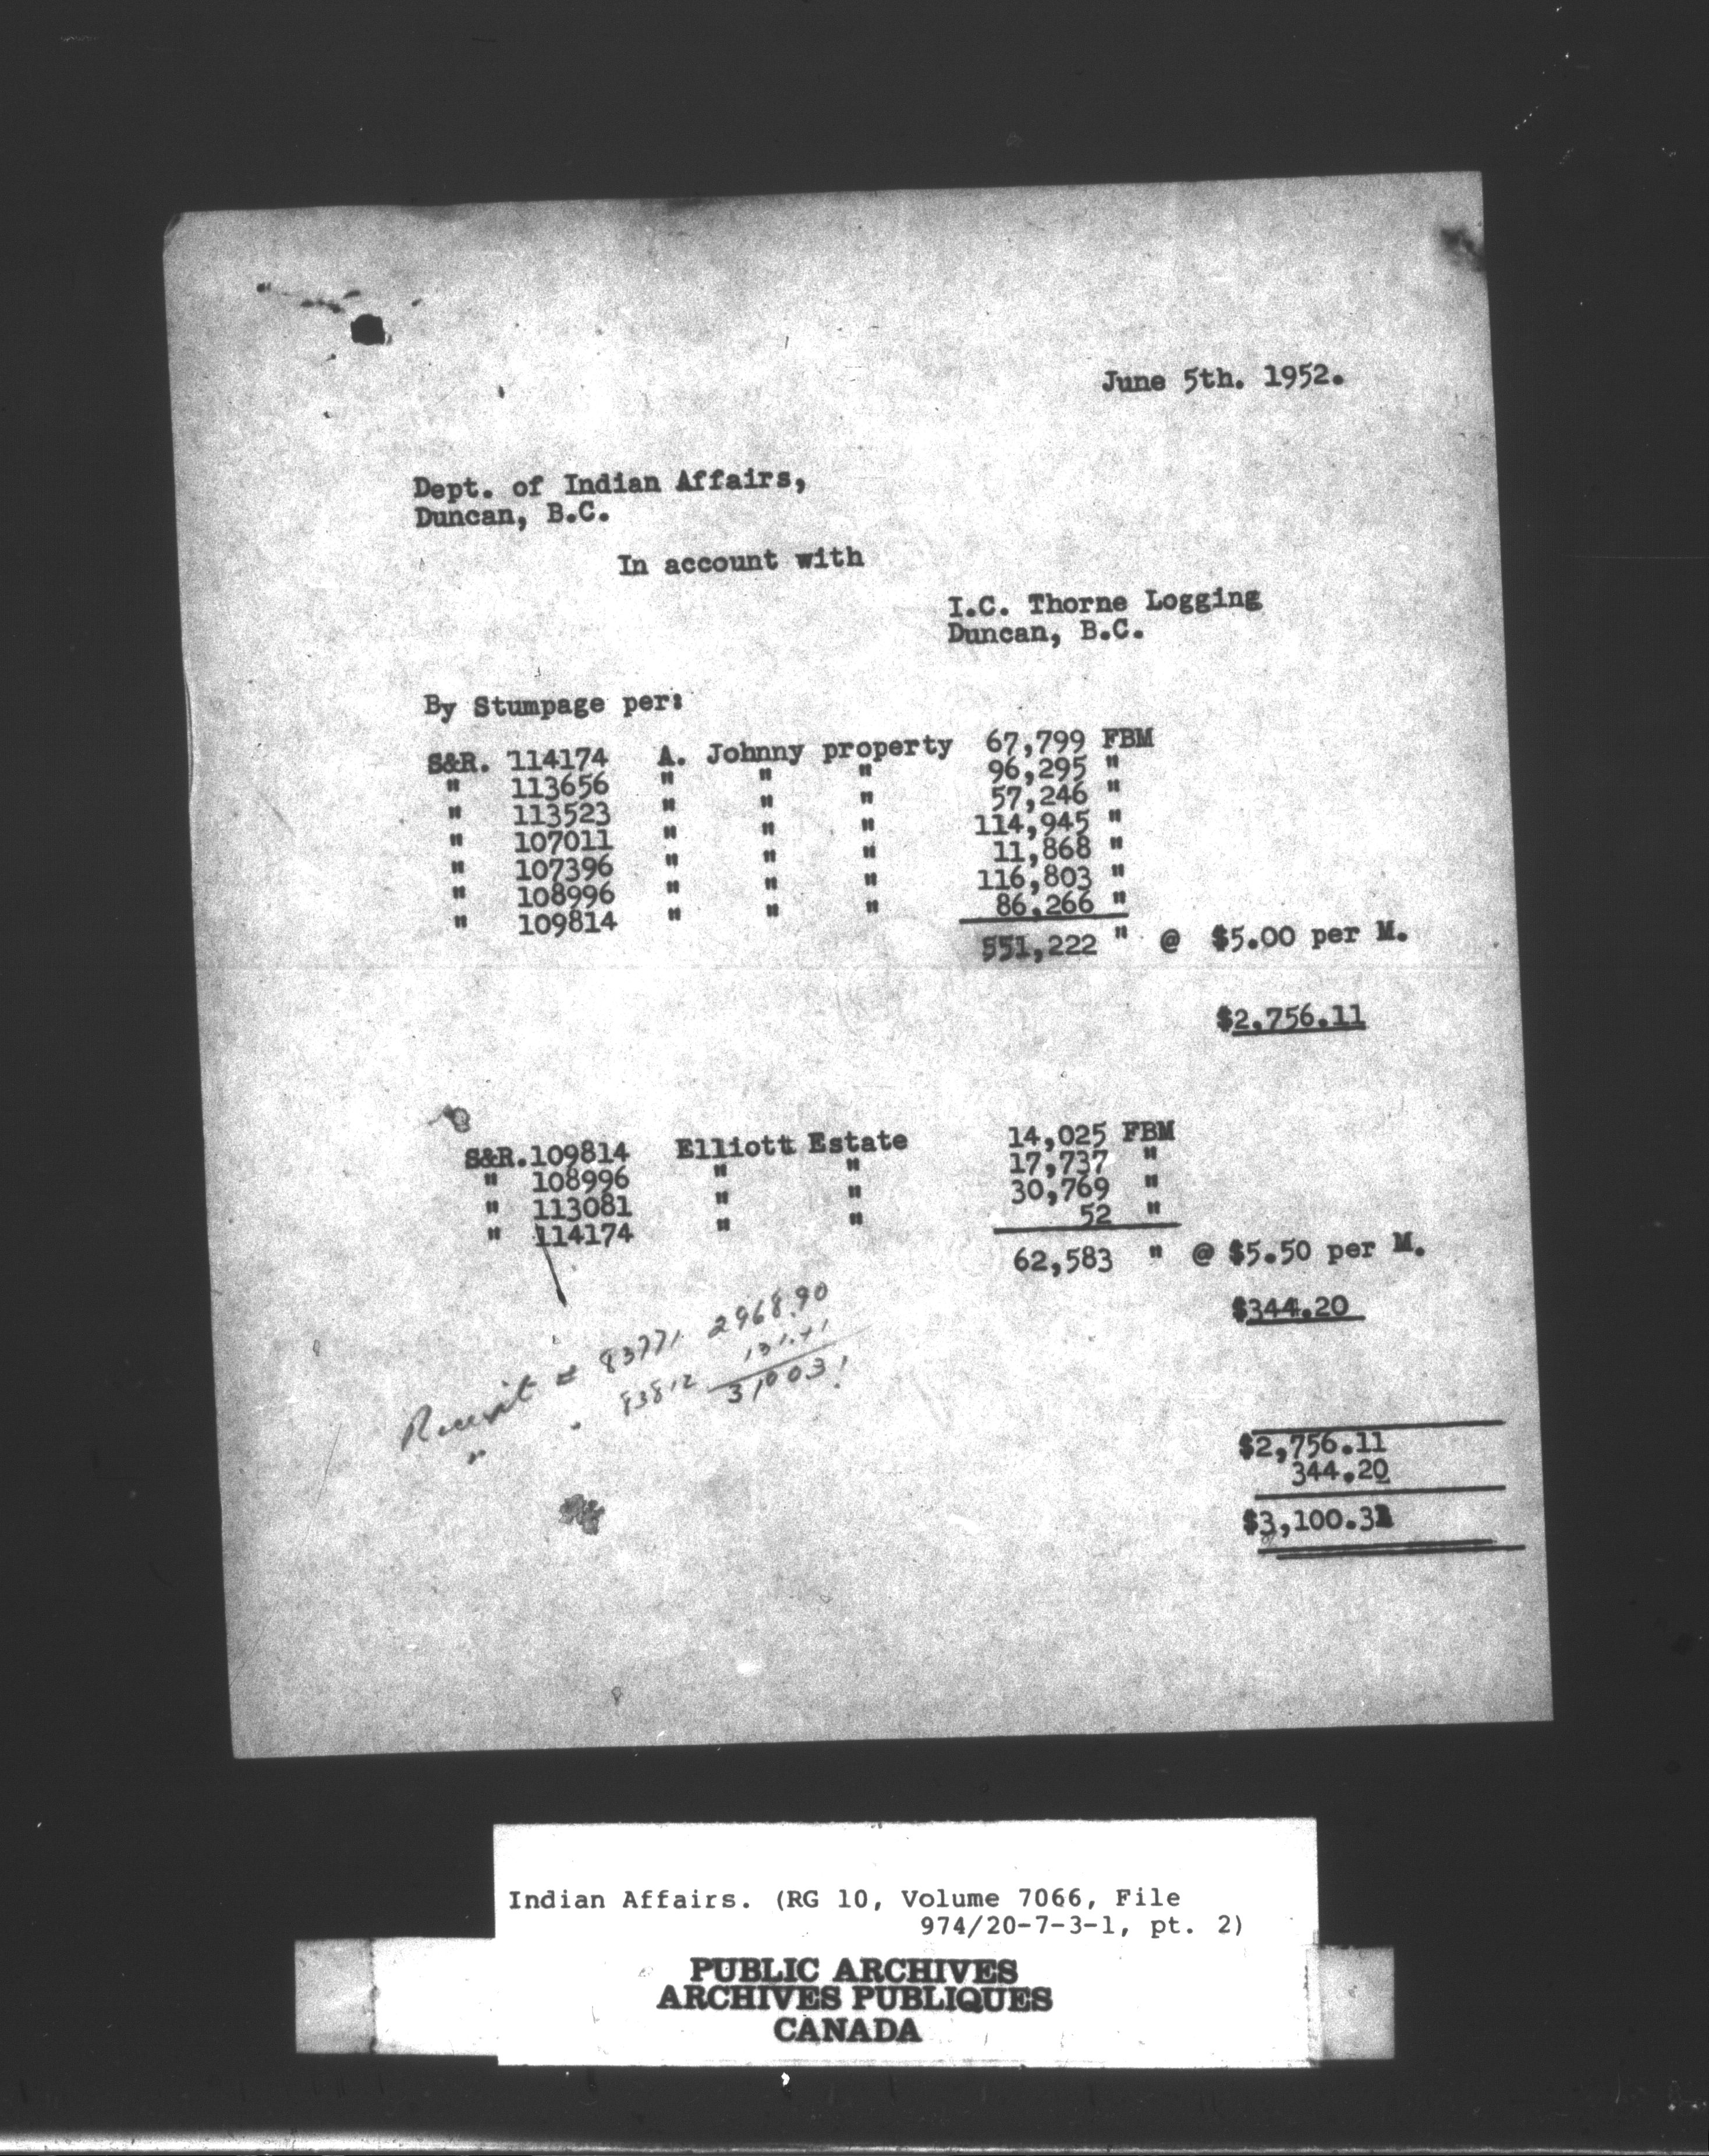 June 5th. 1952.
Dept. of Indian Affairs,
Duncan, B.C.
In account with
I.C. Thorne Logging
Duncan, B.C.
By Stumpage per:
S&R. 114174 A. Johnny property 67,799 FBM
" 113656 " " " 96,295 "
" 113523 " " " 57,246 "
" 107011 " " " 114,945 "
" 107396 " " " 11,868 "
" 108996 " " " 116,803 "
" 109814 " " " 86,266 "
551,222 " @ $5.00 per M.
$2,756.11
S&R.109814 Elliott Estate 14,025 FBM
" 108996 " " 17,737 "
" 113081 " " 30,769 "
" 114174 " " 52 "
62,583 " @ $5.50 per M.
$344.20
Receipt # 83771 2968.90
" " 83812 131.41
31003!
$2,756.11
344.20
$3,100.31
Indian Affairs. (RG 10, Volume 7066, File
974/20-7-3-1, pt. 2)
PUBLIC ARCHIVES
ARCHIVES PUBLIQUES
CANADA